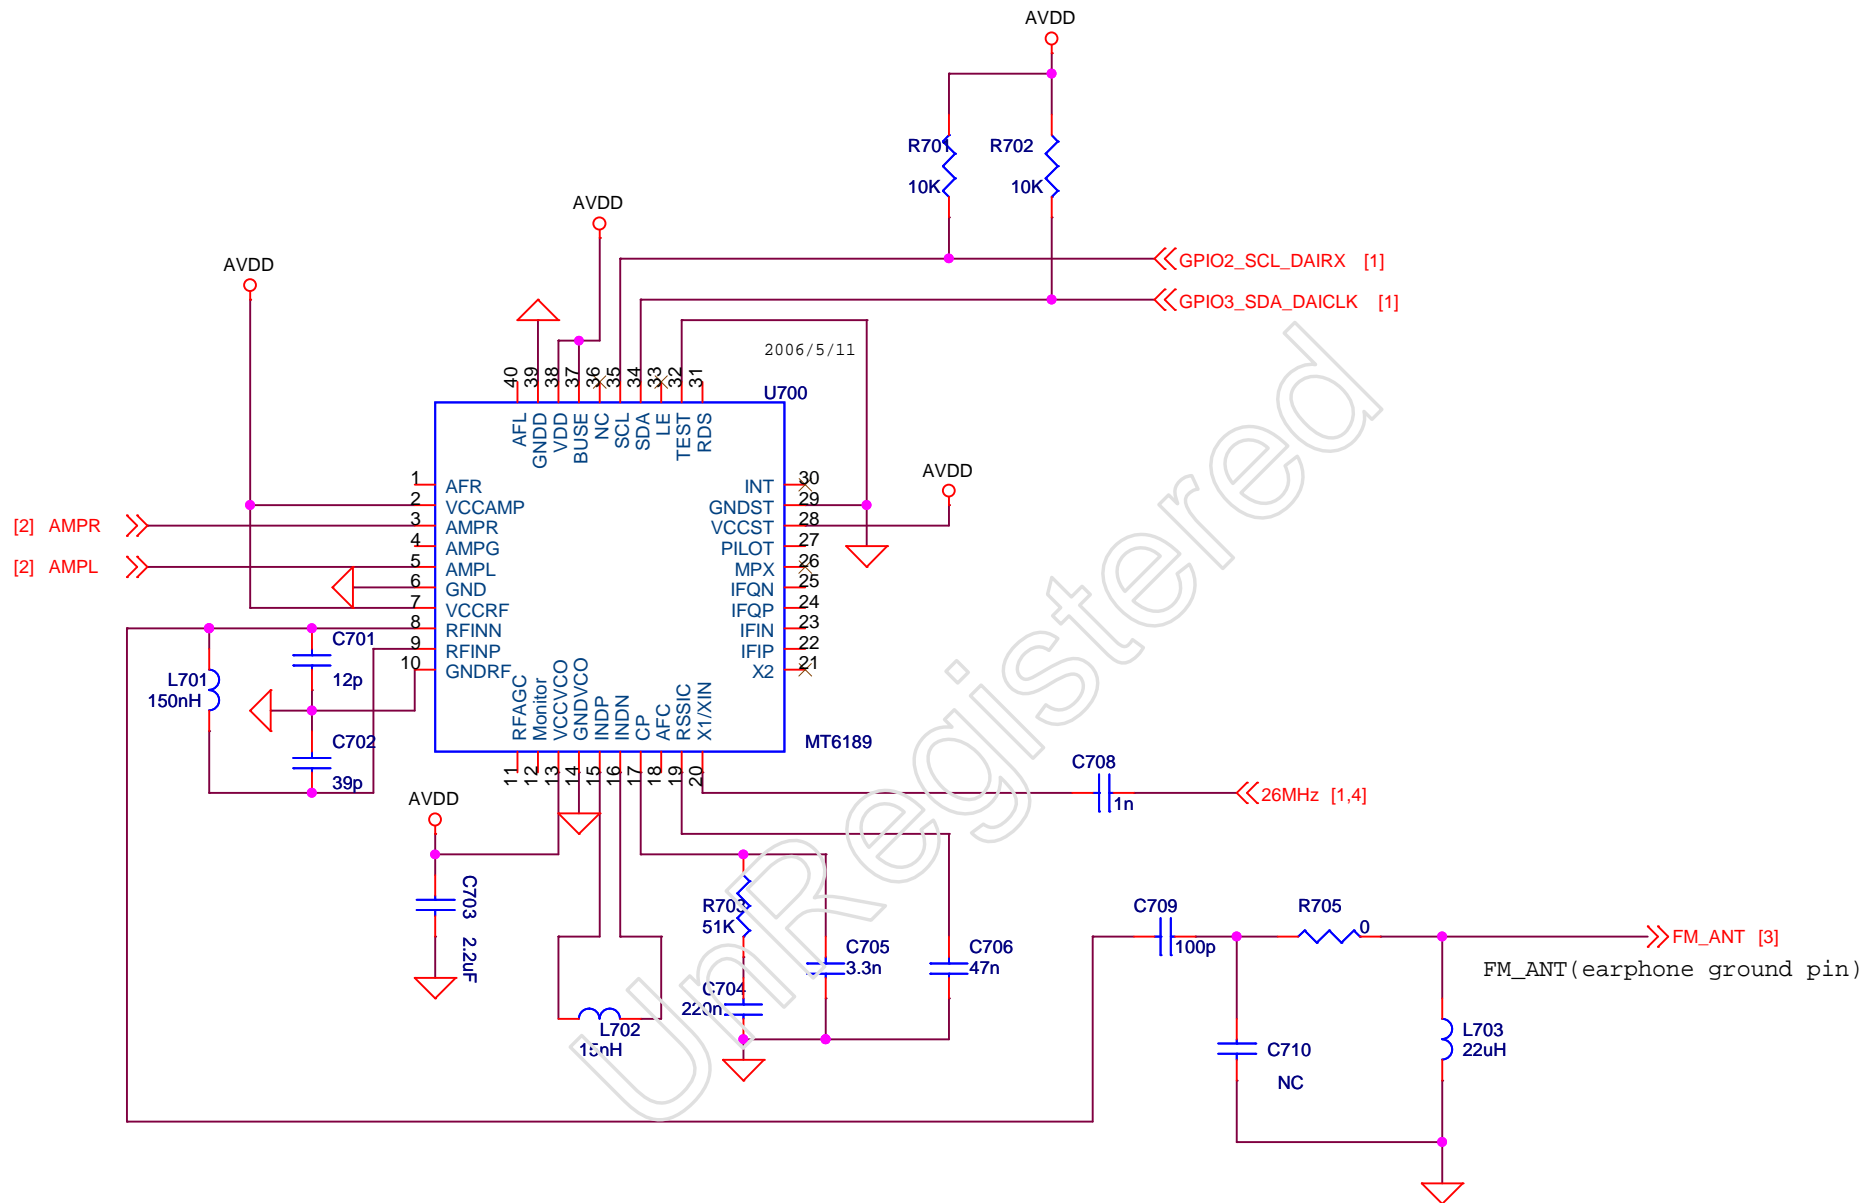 AVDD
R701
10K
R702
10K
AVDD
AVDD
GPIO2_SCL_DAIRX [1]
GPIO3_SDA_DAICLK [1]
2006/5/11
U700
40
39
38
37
36
35
34
33
32
31
AFL
GNDD
VDD
BUSE
NC
SCL
SDA
LE
TEST
RDS
1 AFR
2 VCCAMP
[2] AMPR
3 AMPR
4 AMPG
[2] AMPL
5 AMPL
6 GND
7 VCCRF
8 RFINN
9 RFINP
10 GNDRF
INT 30
GNDST 29
VCCST 28
PILOT 27
MPX 26
IFQN 25
IFQP 24
IFIN 23
IFIP 22
X2 21
AVDD
C701
12p
L701
150nH
C702
39p
RFAGC
Monitor
VCCVCO
GNDVCO
INDP
INDN
CP
AFC
RSSIC
X1/XIN
MT6189
11
12
13
14
15
16
17
18
19
20
C708
1n
26MHz [1,4]
AVDD
C703
2.2uF
R703
51K
C705
3.3n
C706
47n
C704
220n
L702
15nH
C709
100p
R705
0
FM_ANT [3]
FM_ANT(earphone ground pin)
C710
NC
L703
22uH
UnRegistered